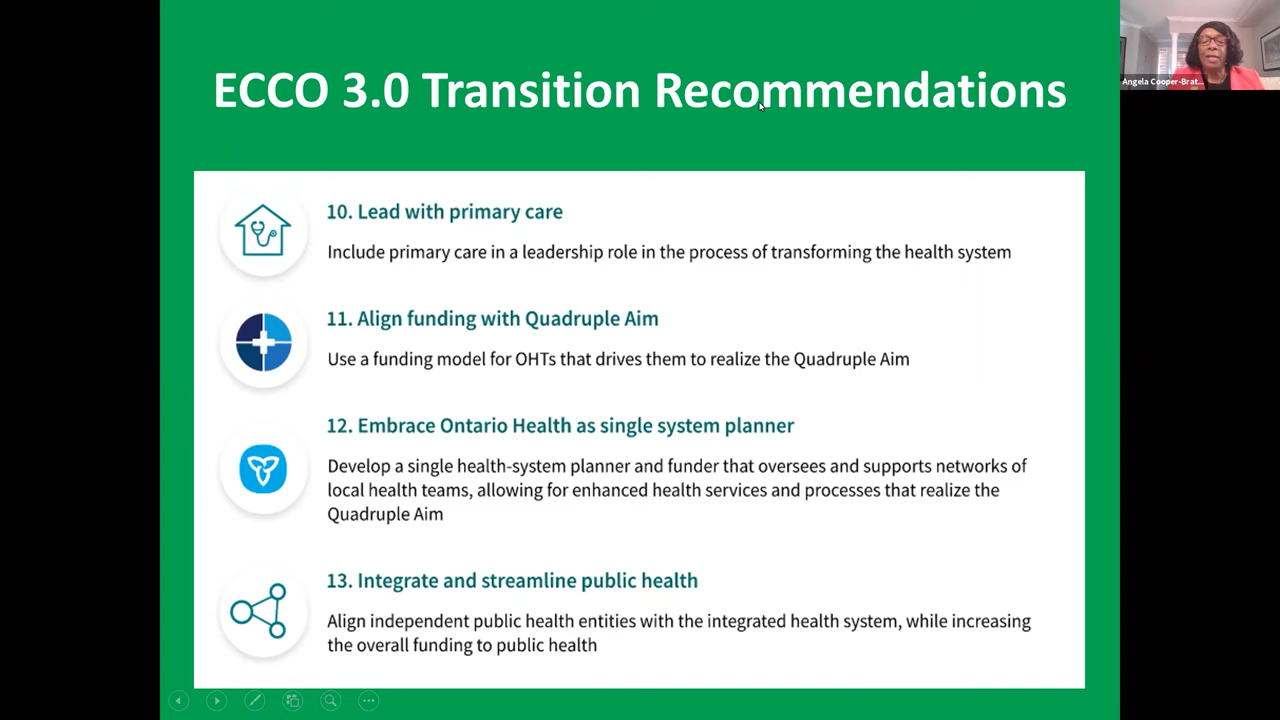 ECCO 3.0 Transition Recommendations
Angela Cooper-Brat...
10. Lead with primary care
Include primary care in a leadership role in the process of transforming the health system
11. Align funding with Quadruple Aim
Use a funding model for OHTs that drives them to realize the Quadruple Aim
12. Embrace Ontario Health as single system planner
Develop a single health-system planner and funder that oversees and supports networks of
local health teams, allowing for enhanced health services and processes that realize the
Quadruple Aim
13. Integrate and streamline public health
Align independent public health entities with the integrated health system, while increasing
the overall funding to public health